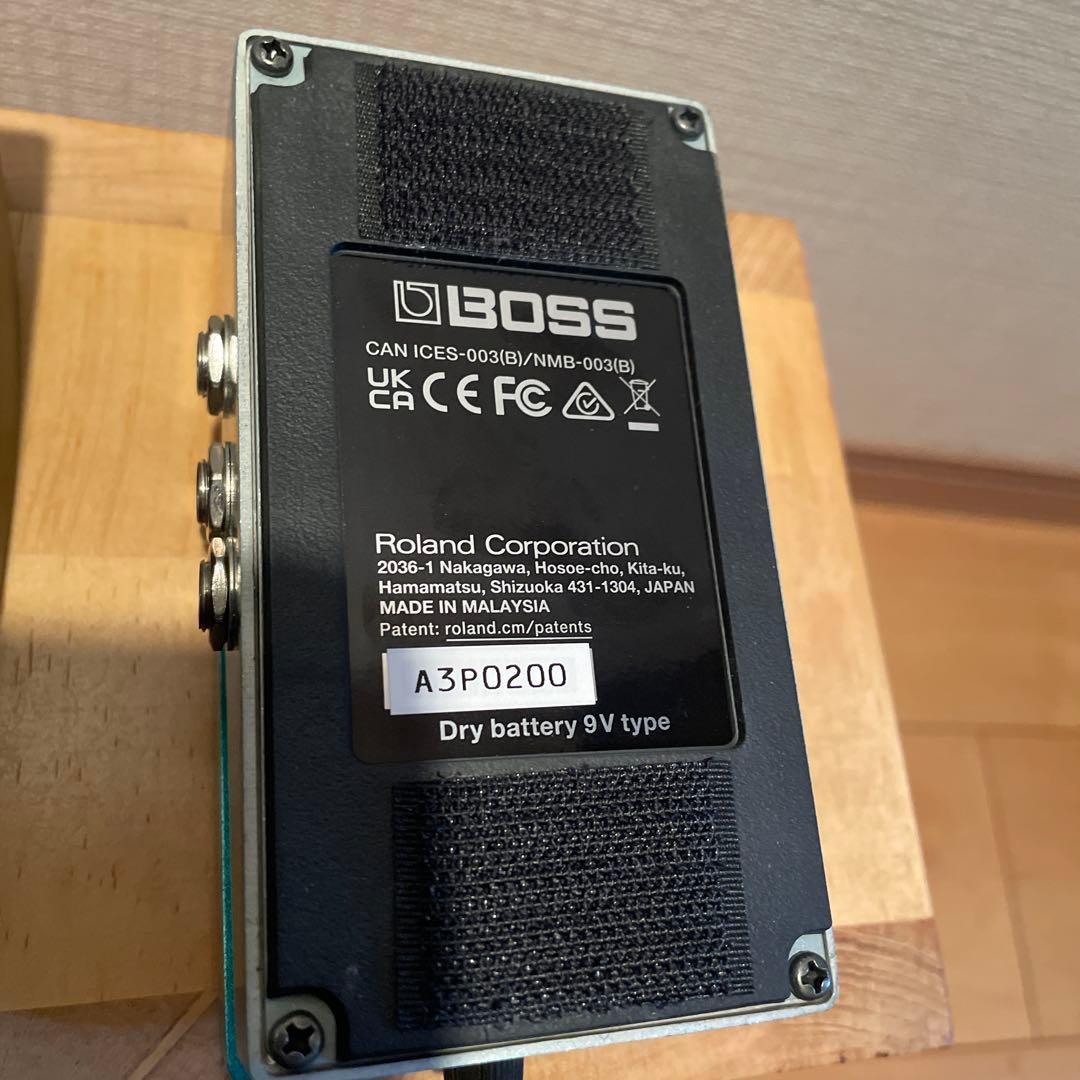 BOSS
CAN ICES-003(B)/NMB-003(B)
UK CA CE FC
Roland Corporation
2036-1 Nakagawa, Hosoe-cho, Kita-ku,
Hamamatsu, Shizuoka 431-1304, JAPAN
MADE IN MALAYSIA
Patent: roland.cm/patents
A3P0200
Dry battery 9V type